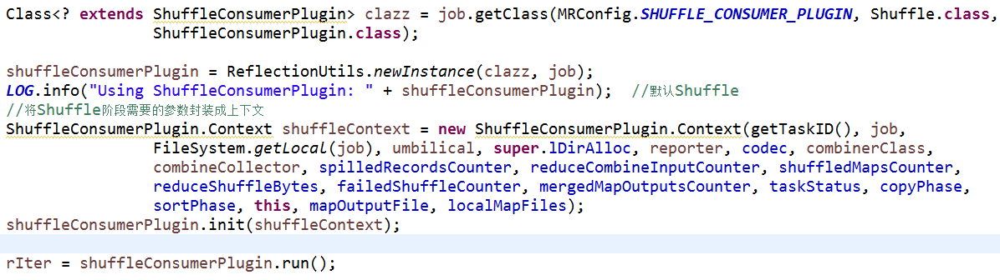 Class<? extends ShuffleConsumerPlugin> clazz = job.getClass(MRConfig.SHUFFLE_CONSUMER_PLUGIN, Shuffle.class,
ShuffleConsumerPlugin.class);
shuffleConsumerPlugin = ReflectionUtils.newInstance(clazz, job);
LOG.info("Using ShuffleConsumerPlugin: " + shuffleConsumerPlugin);  //默认Shuffle
//将Shuffle阶段需要的参数封装成上下文
ShuffleConsumerPlugin.Context shuffleContext = new ShuffleConsumerPlugin.Context(getTaskID(), job,
FileSystem.getLocal(job), umbilical, super.lDirAlloc, reporter, codec, combinerClass,
combineCollector, spilledRecordsCounter, reduceCombineInputCounter, shuffledMapsCounter,
reduceShuffleBytes, failedShuffleCounter, mergedMapOutputsCounter, taskStatus, copyPhase,
sortPhase, this, mapOutputFile, localMapFiles);
shuffleConsumerPlugin.init(shuffleContext);
rIter = shuffleConsumerPlugin.run();